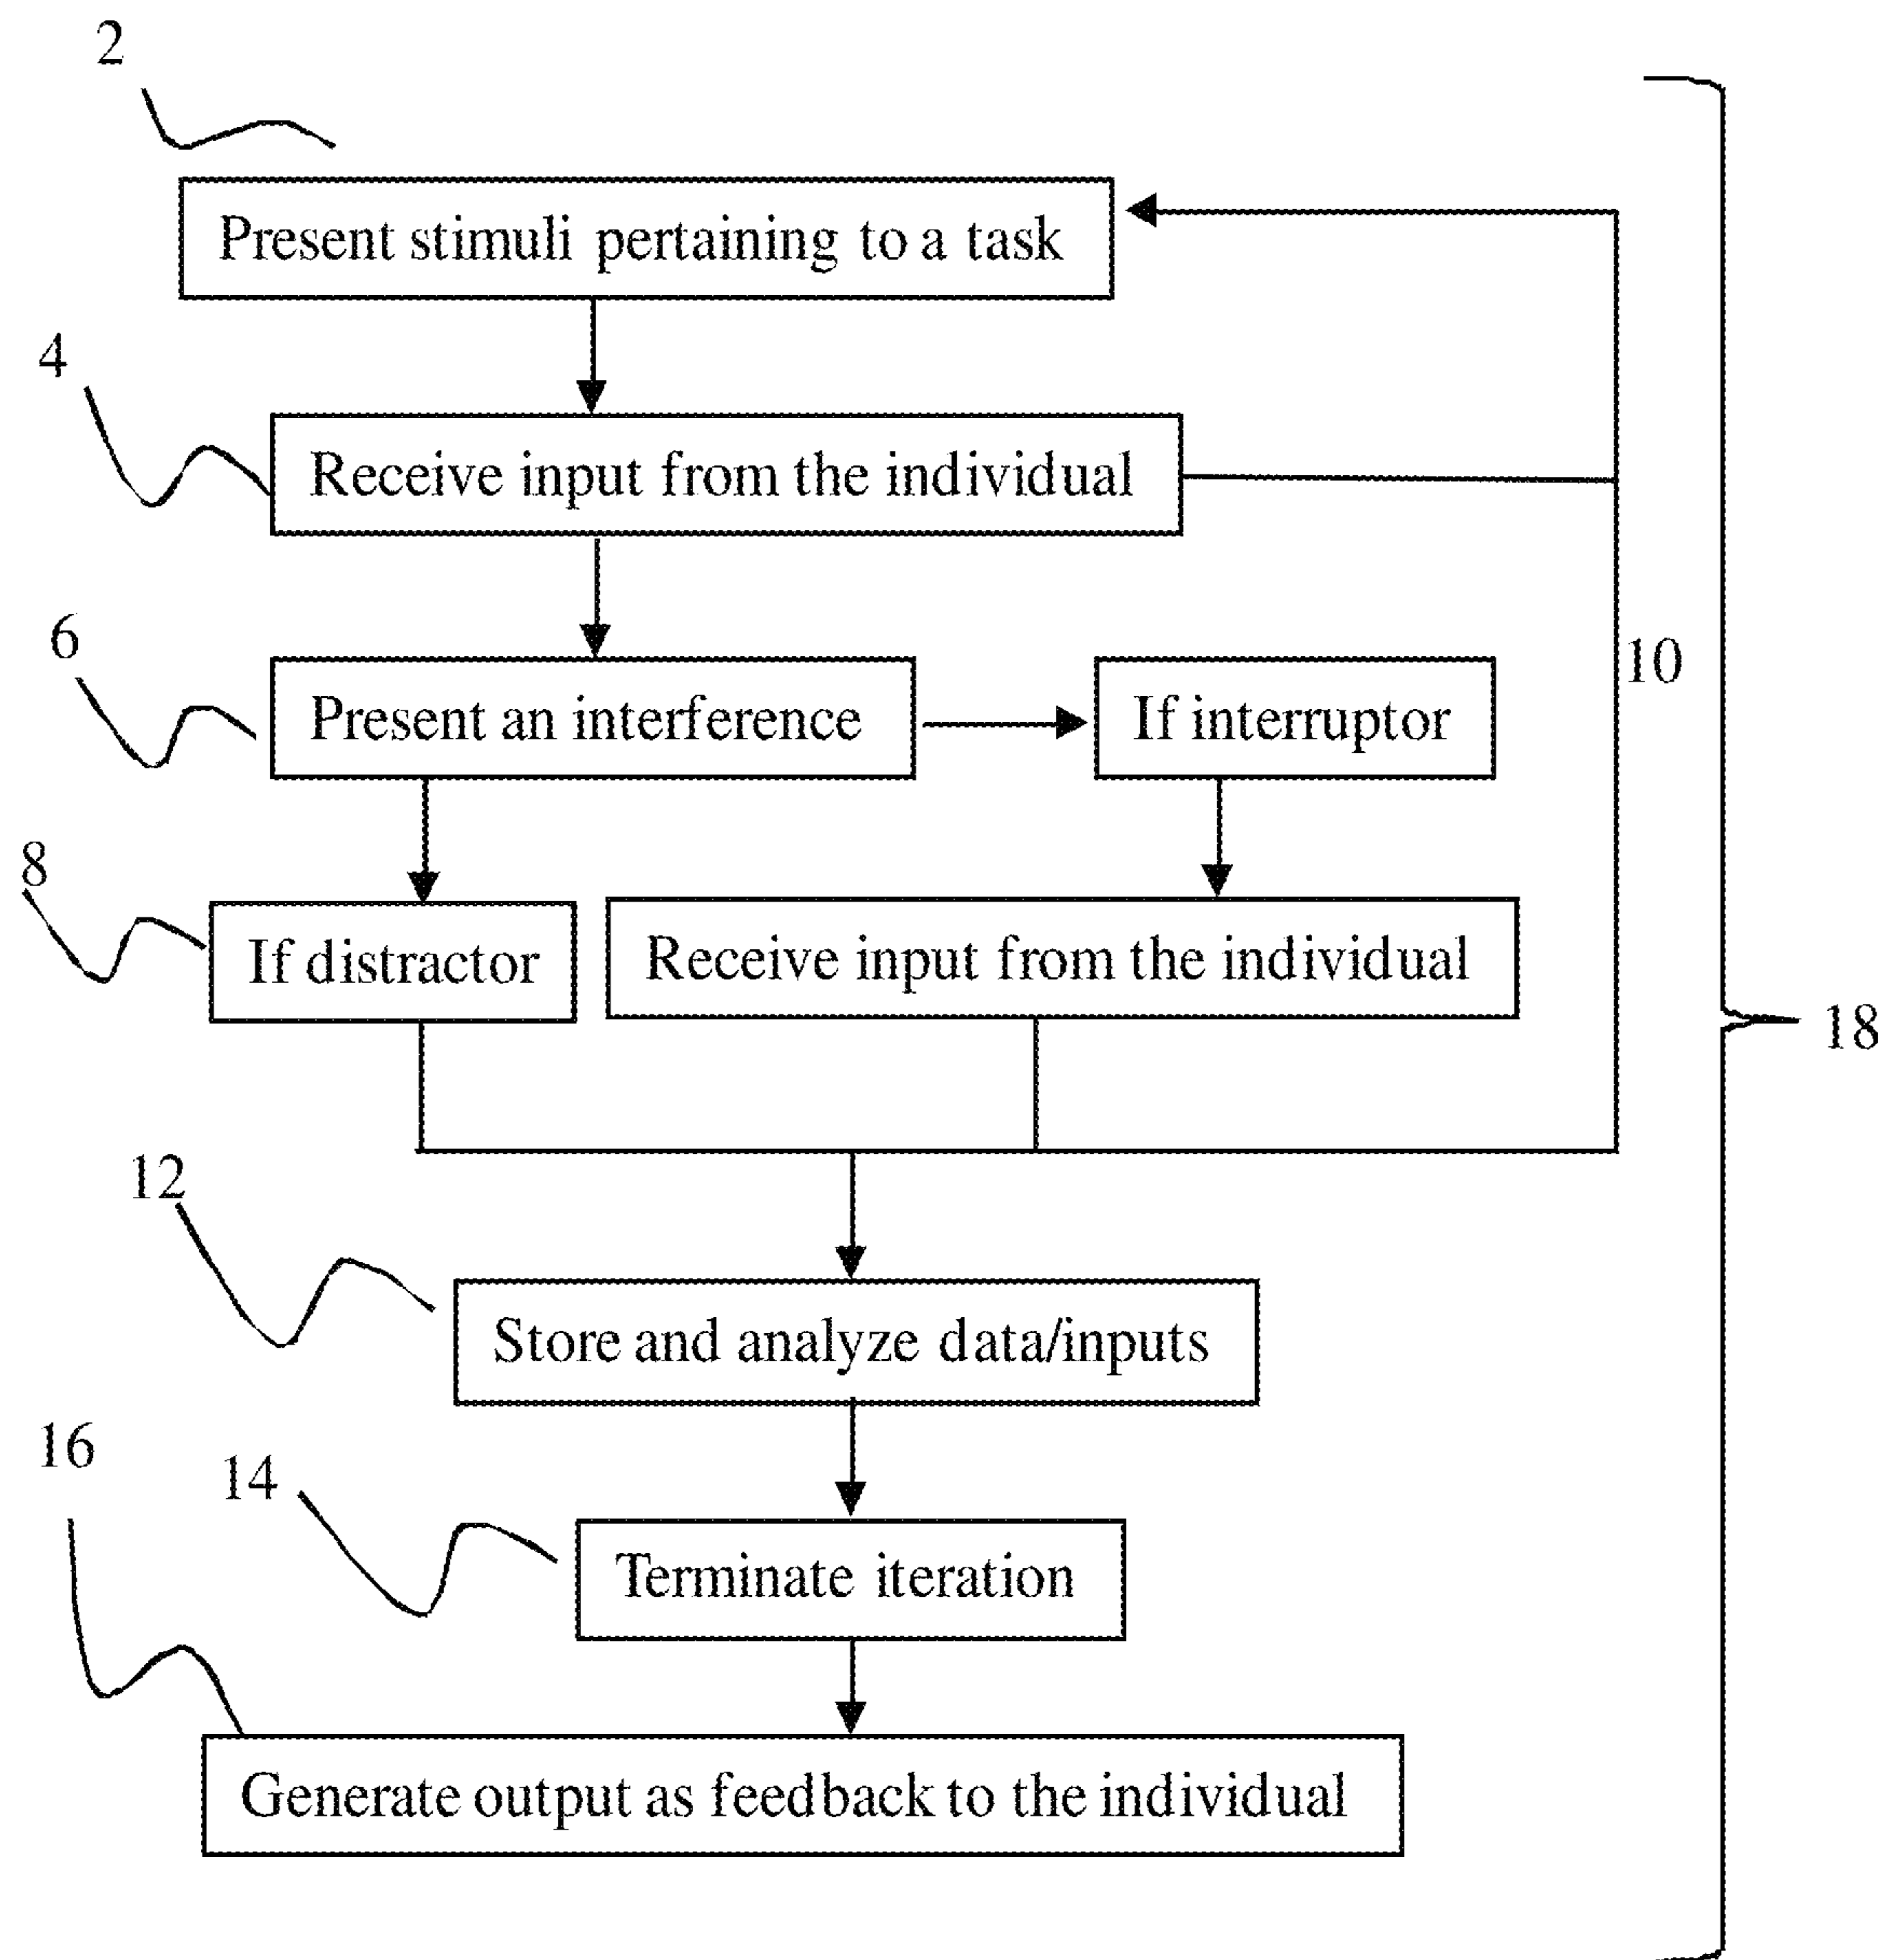 2
Present stimuli pertaining to a task
4
Receive input from the individual
6
Present an interference
If interruptor
10
8
If distractor
Receive input from the individual
18
12
Store and analyze data/inputs
16
14
Terminate iteration
Generate output as feedback to the individual